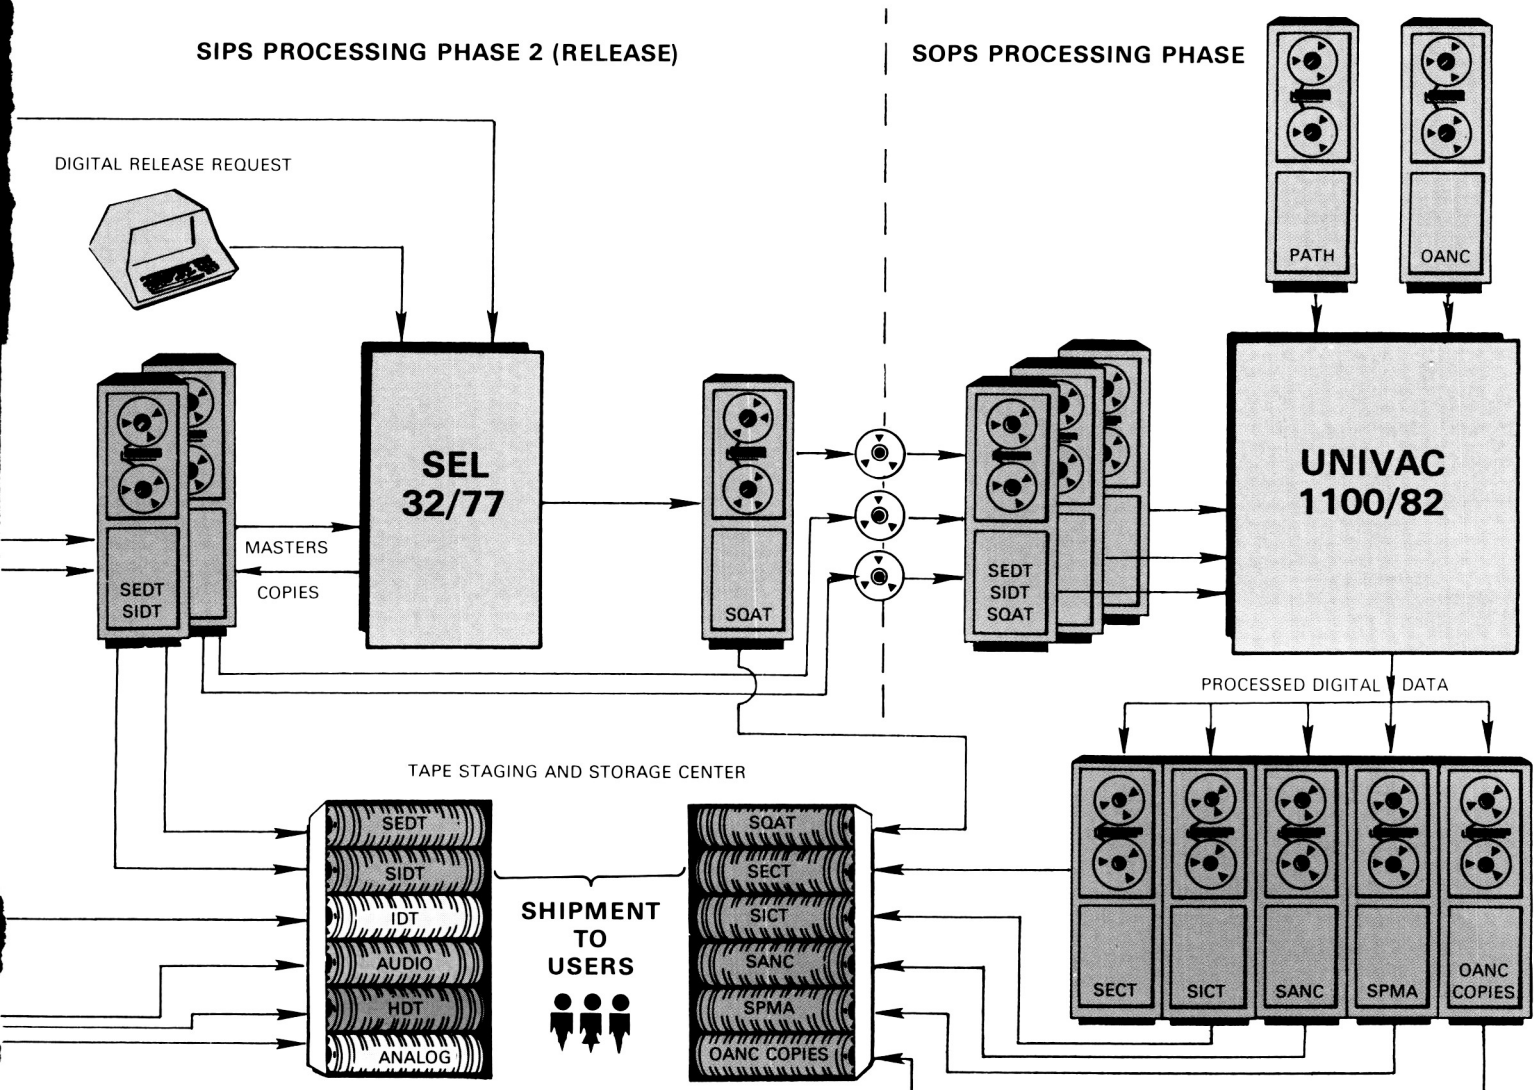 SIPS PROCESSING PHASE 2 (RELEASE)
SOPS PROCESSING PHASE
DIGITAL RELEASE REQUEST
PATH
OANC
SEL
32/77
UNIVAC
1100/82
MASTERS
COPIES
SEDT
SIDT
SQAT
SEDT
SIDT
SQAT
PROCESSED DIGITAL DATA
TAPE STAGING AND STORAGE CENTER
SEDT
SIDT
IDT
AUDIO
HDT
ANALOG
SHIPMENT
TO
USERS
SQAT
SECT
SICT
SANC
SPMA
OANC COPIES
SECT
SICT
SANC
SPMA
OANC
COPIES